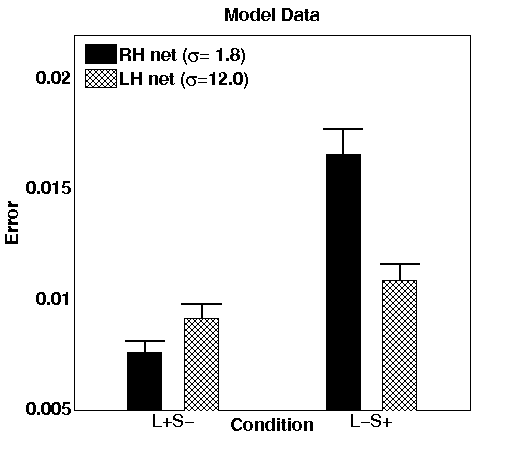 Model Data
RH net (σ= 1.8)
LH net (σ=12.0)
0.02
0.015
0.01
0.005
Error
L+S−
L−S+
Condition